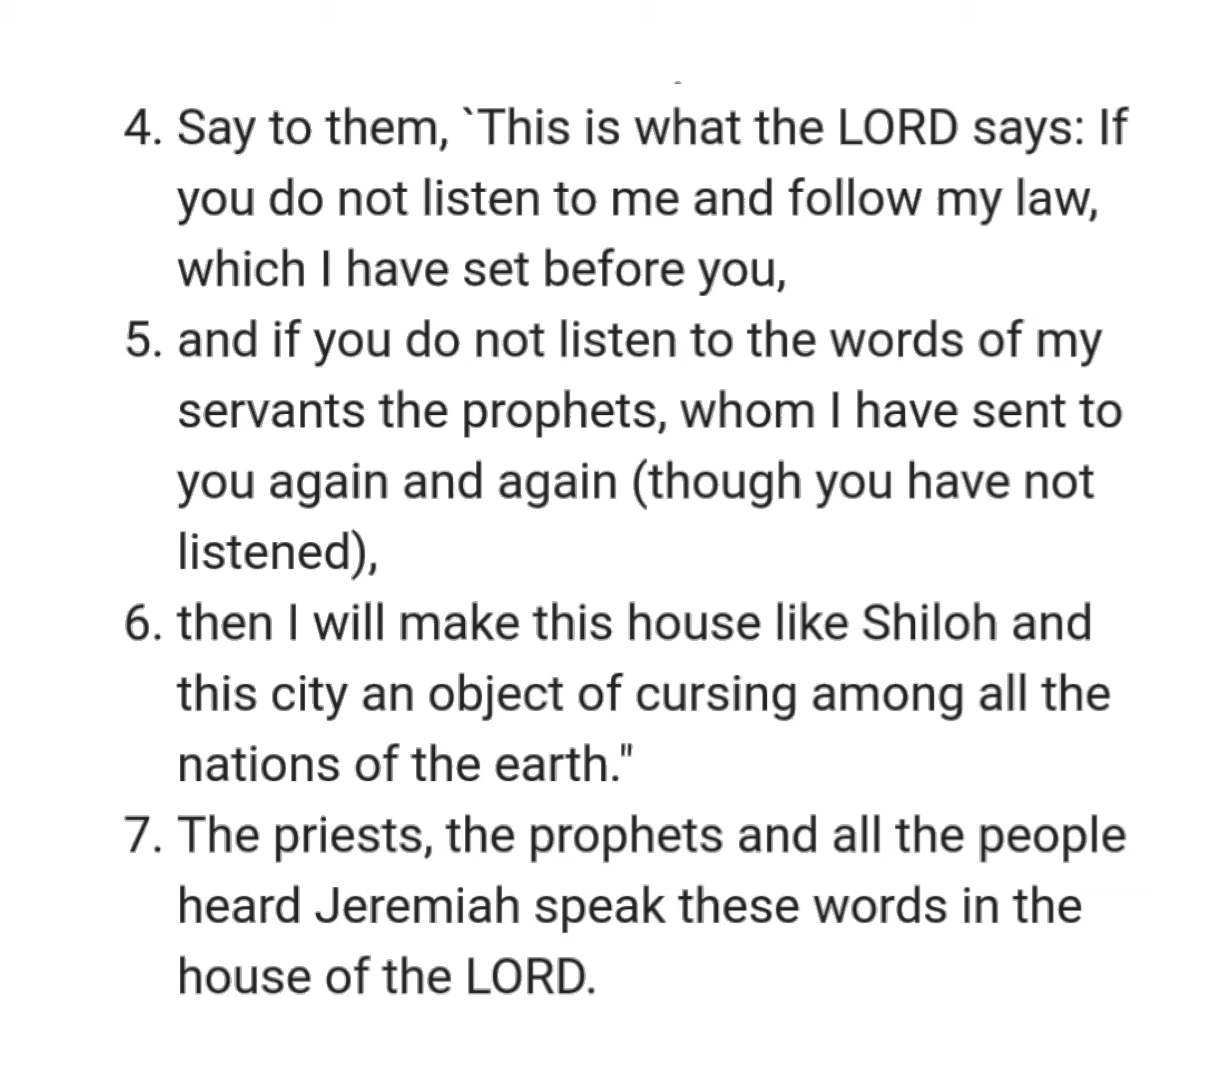 4. Say to them, `This is what the LORD says: If
you do not listen to me and follow my law,
which I have set before you,
5. and if you do not listen to the words of my
servants the prophets, whom I have sent to
you again and again (though you have not
listened),
6. then I will make this house like Shiloh and
this city an object of cursing among all the
nations of the earth."
7. The priests, the prophets and all the people
heard Jeremiah speak these words in the
house of the LORD.